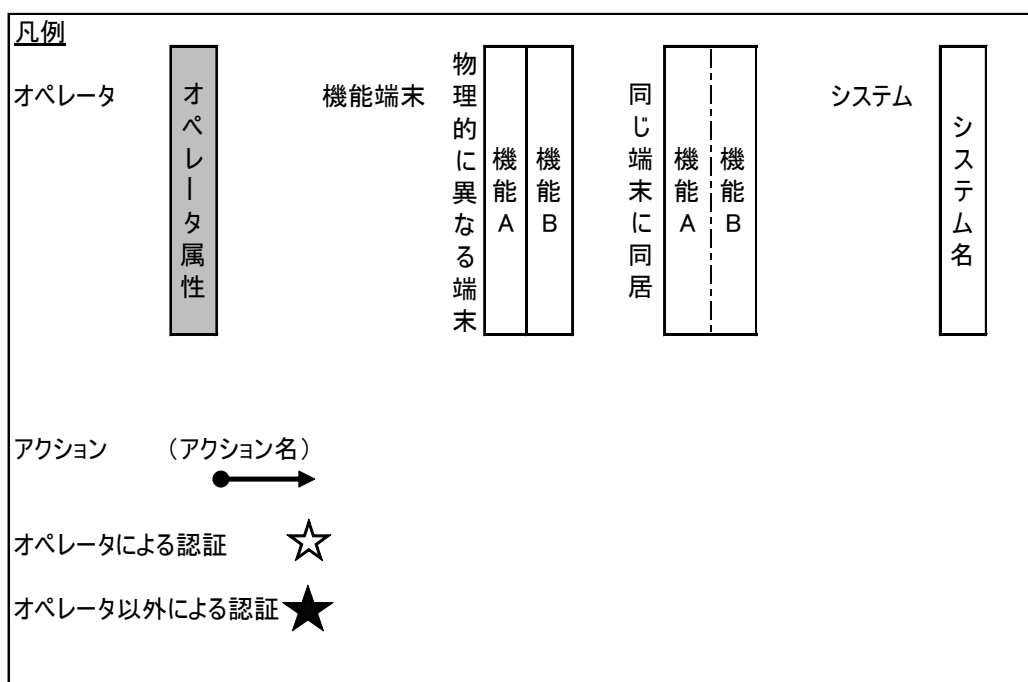 凡例
オペレータ
オペレータ属性
機能端末
物理的に異なる端末
機能A
機能B
同じ端末に同居
機能A
機能B
システム
システム名
アクション
(アクション名)
オペレータによる認証
オペレータ以外による認証